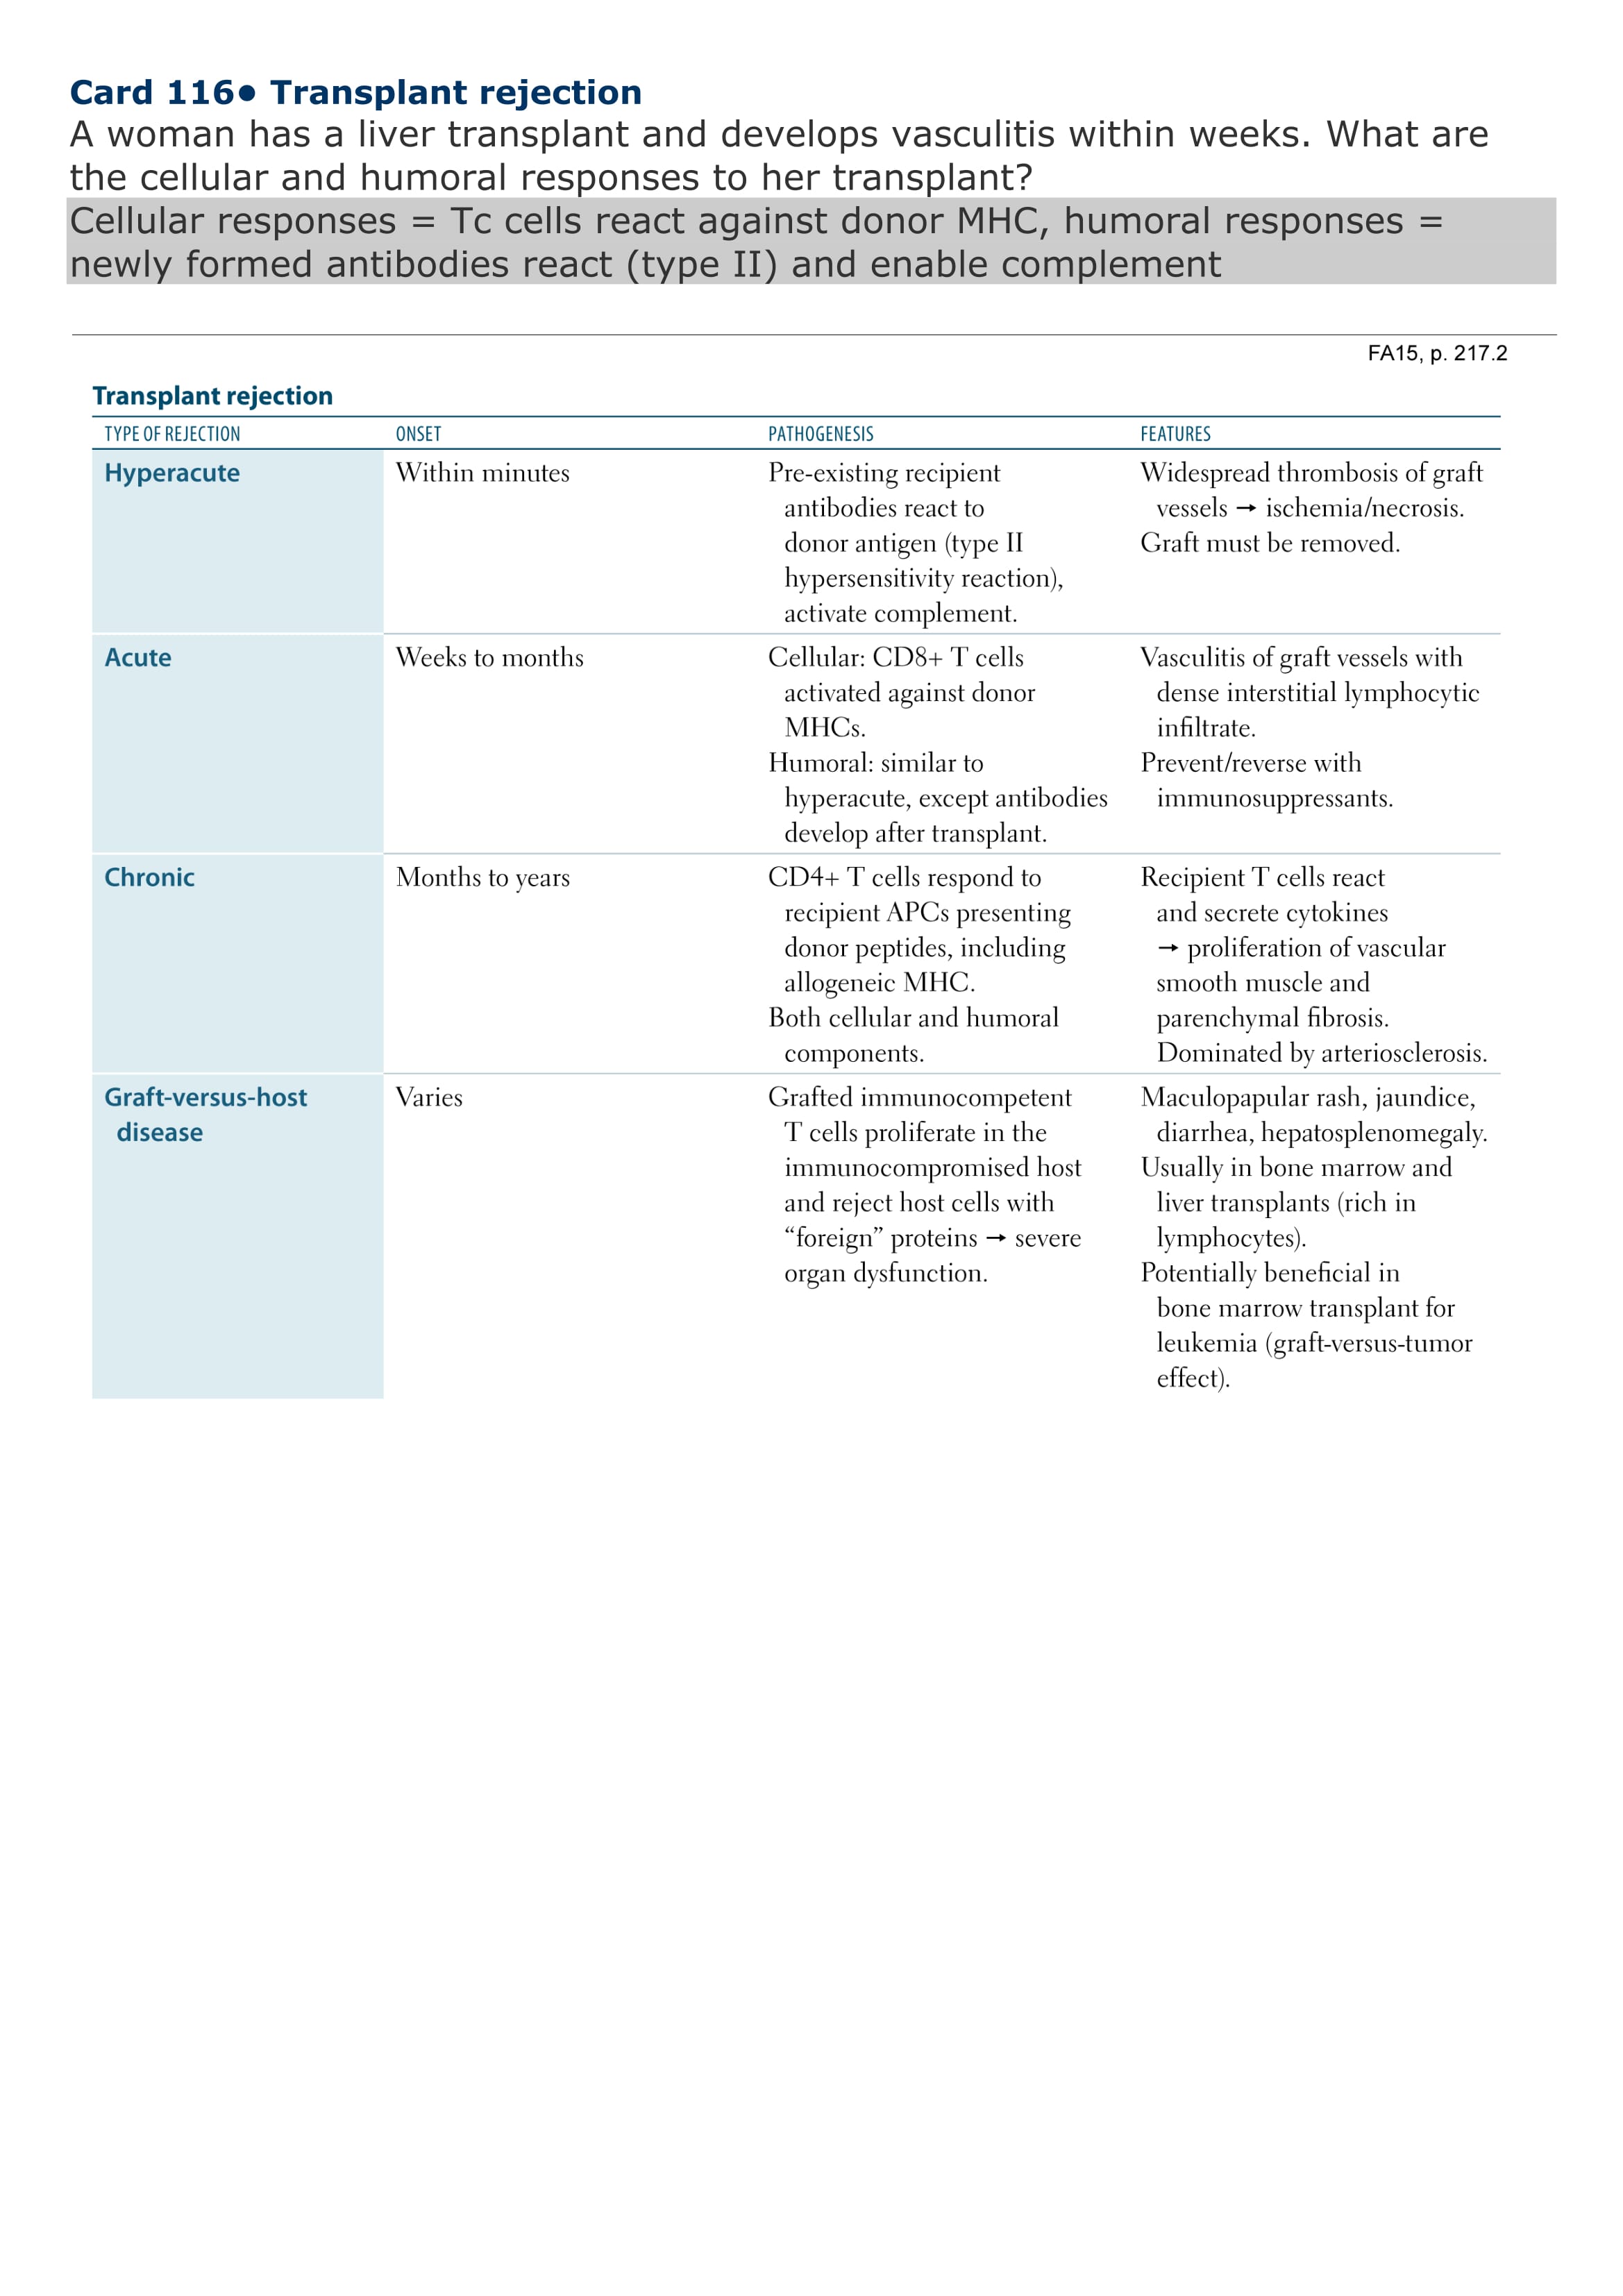 Card 116● Transplant rejection
A woman has a liver transplant and develops vasculitis within weeks. What are
the cellular and humoral responses to her transplant?
Cellular responses = Tc cells react against donor MHC, humoral responses =
newly formed antibodies react (type II) and enable complement
FA15, p. 217.2
Transplant rejection
TYPE OF REJECTION ONSET PATHOGENESIS FEATURES
Hyperacute Within minutes Pre-existing recipient Widespread thrombosis of graft
antibodies react to vessels → ischemia/necrosis.
donor antigen (type II Graft must be removed.
hypersensitivity reaction),
activate complement.
Acute Weeks to months Cellular: CD8+ T cells Vasculitis of graft vessels with
activated against donor dense interstitial lymphocytic
MHCs. infiltrate.
Humoral: similar to Prevent/reverse with
hyperacute, except antibodies immunosuppressants.
develop after transplant.
Chronic Months to years CD4+ T cells respond to Recipient T cells react
recipient APCs presenting and secrete cytokines
donor peptides, including → proliferation of vascular
allogeneic MHC. smooth muscle and
Both cellular and humoral parenchymal fibrosis.
components. Dominated by arteriosclerosis.
Graft-versus-host Varies Grafted immunocompetent Maculopapular rash, jaundice,
disease T cells proliferate in the diarrhea, hepatosplenomegaly.
immunocompromised host Usually in bone marrow and
and reject host cells with liver transplants (rich in
“foreign” proteins → severe lymphocytes).
organ dysfunction. Potentially beneficial in
bone marrow transplant for
leukemia (graft-versus-tumor
effect).